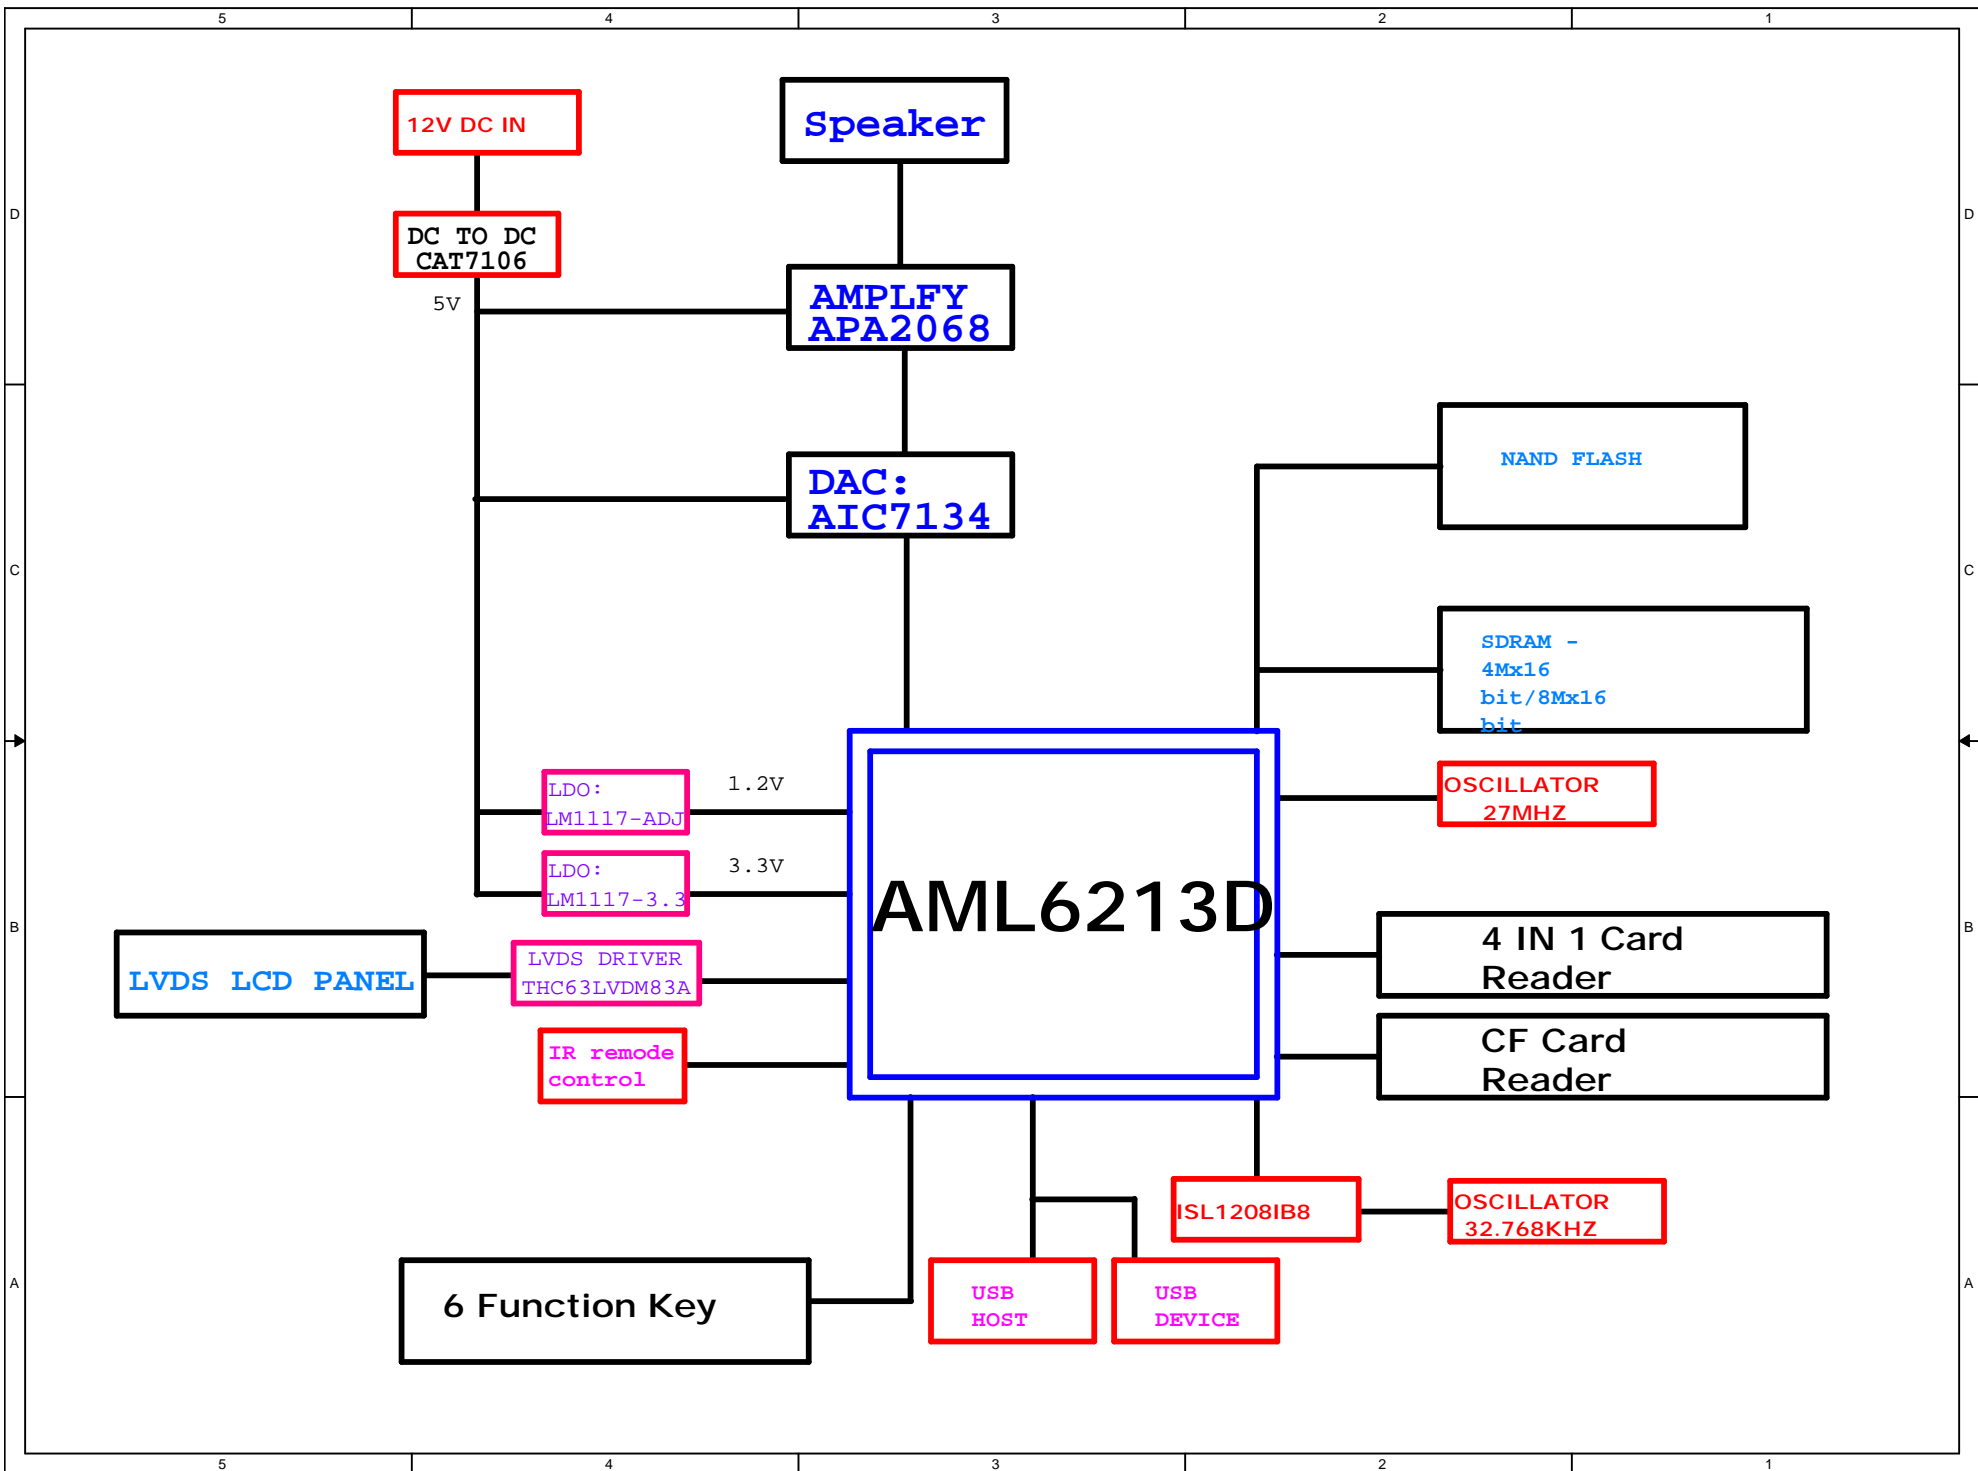 5 4 3 2 1
12V DC IN
Speaker
D D
DC TO DC
CAT7106
5V
AMPLFY
APA2068
NAND FLASH
DAC:
AIC7134
C C
SDRAM -
4Mx16
bit/8Mx16
bit
LDO:
LM1117-ADJ
1.2V
OSCILLATOR
27MHZ
LDO:
LM1117-3.3
3.3V
AML6213D
B B
4 IN 1 Card
Reader
LVDS LCD PANEL
LVDS DRIVER
THC63LVDM83A
IR remode
control
CF Card
Reader
ISL1208IB8
OSCILLATOR
32.768KHZ
A A
6 Function Key
USB
HOST
USB
DEVICE
5 4 3 2 1